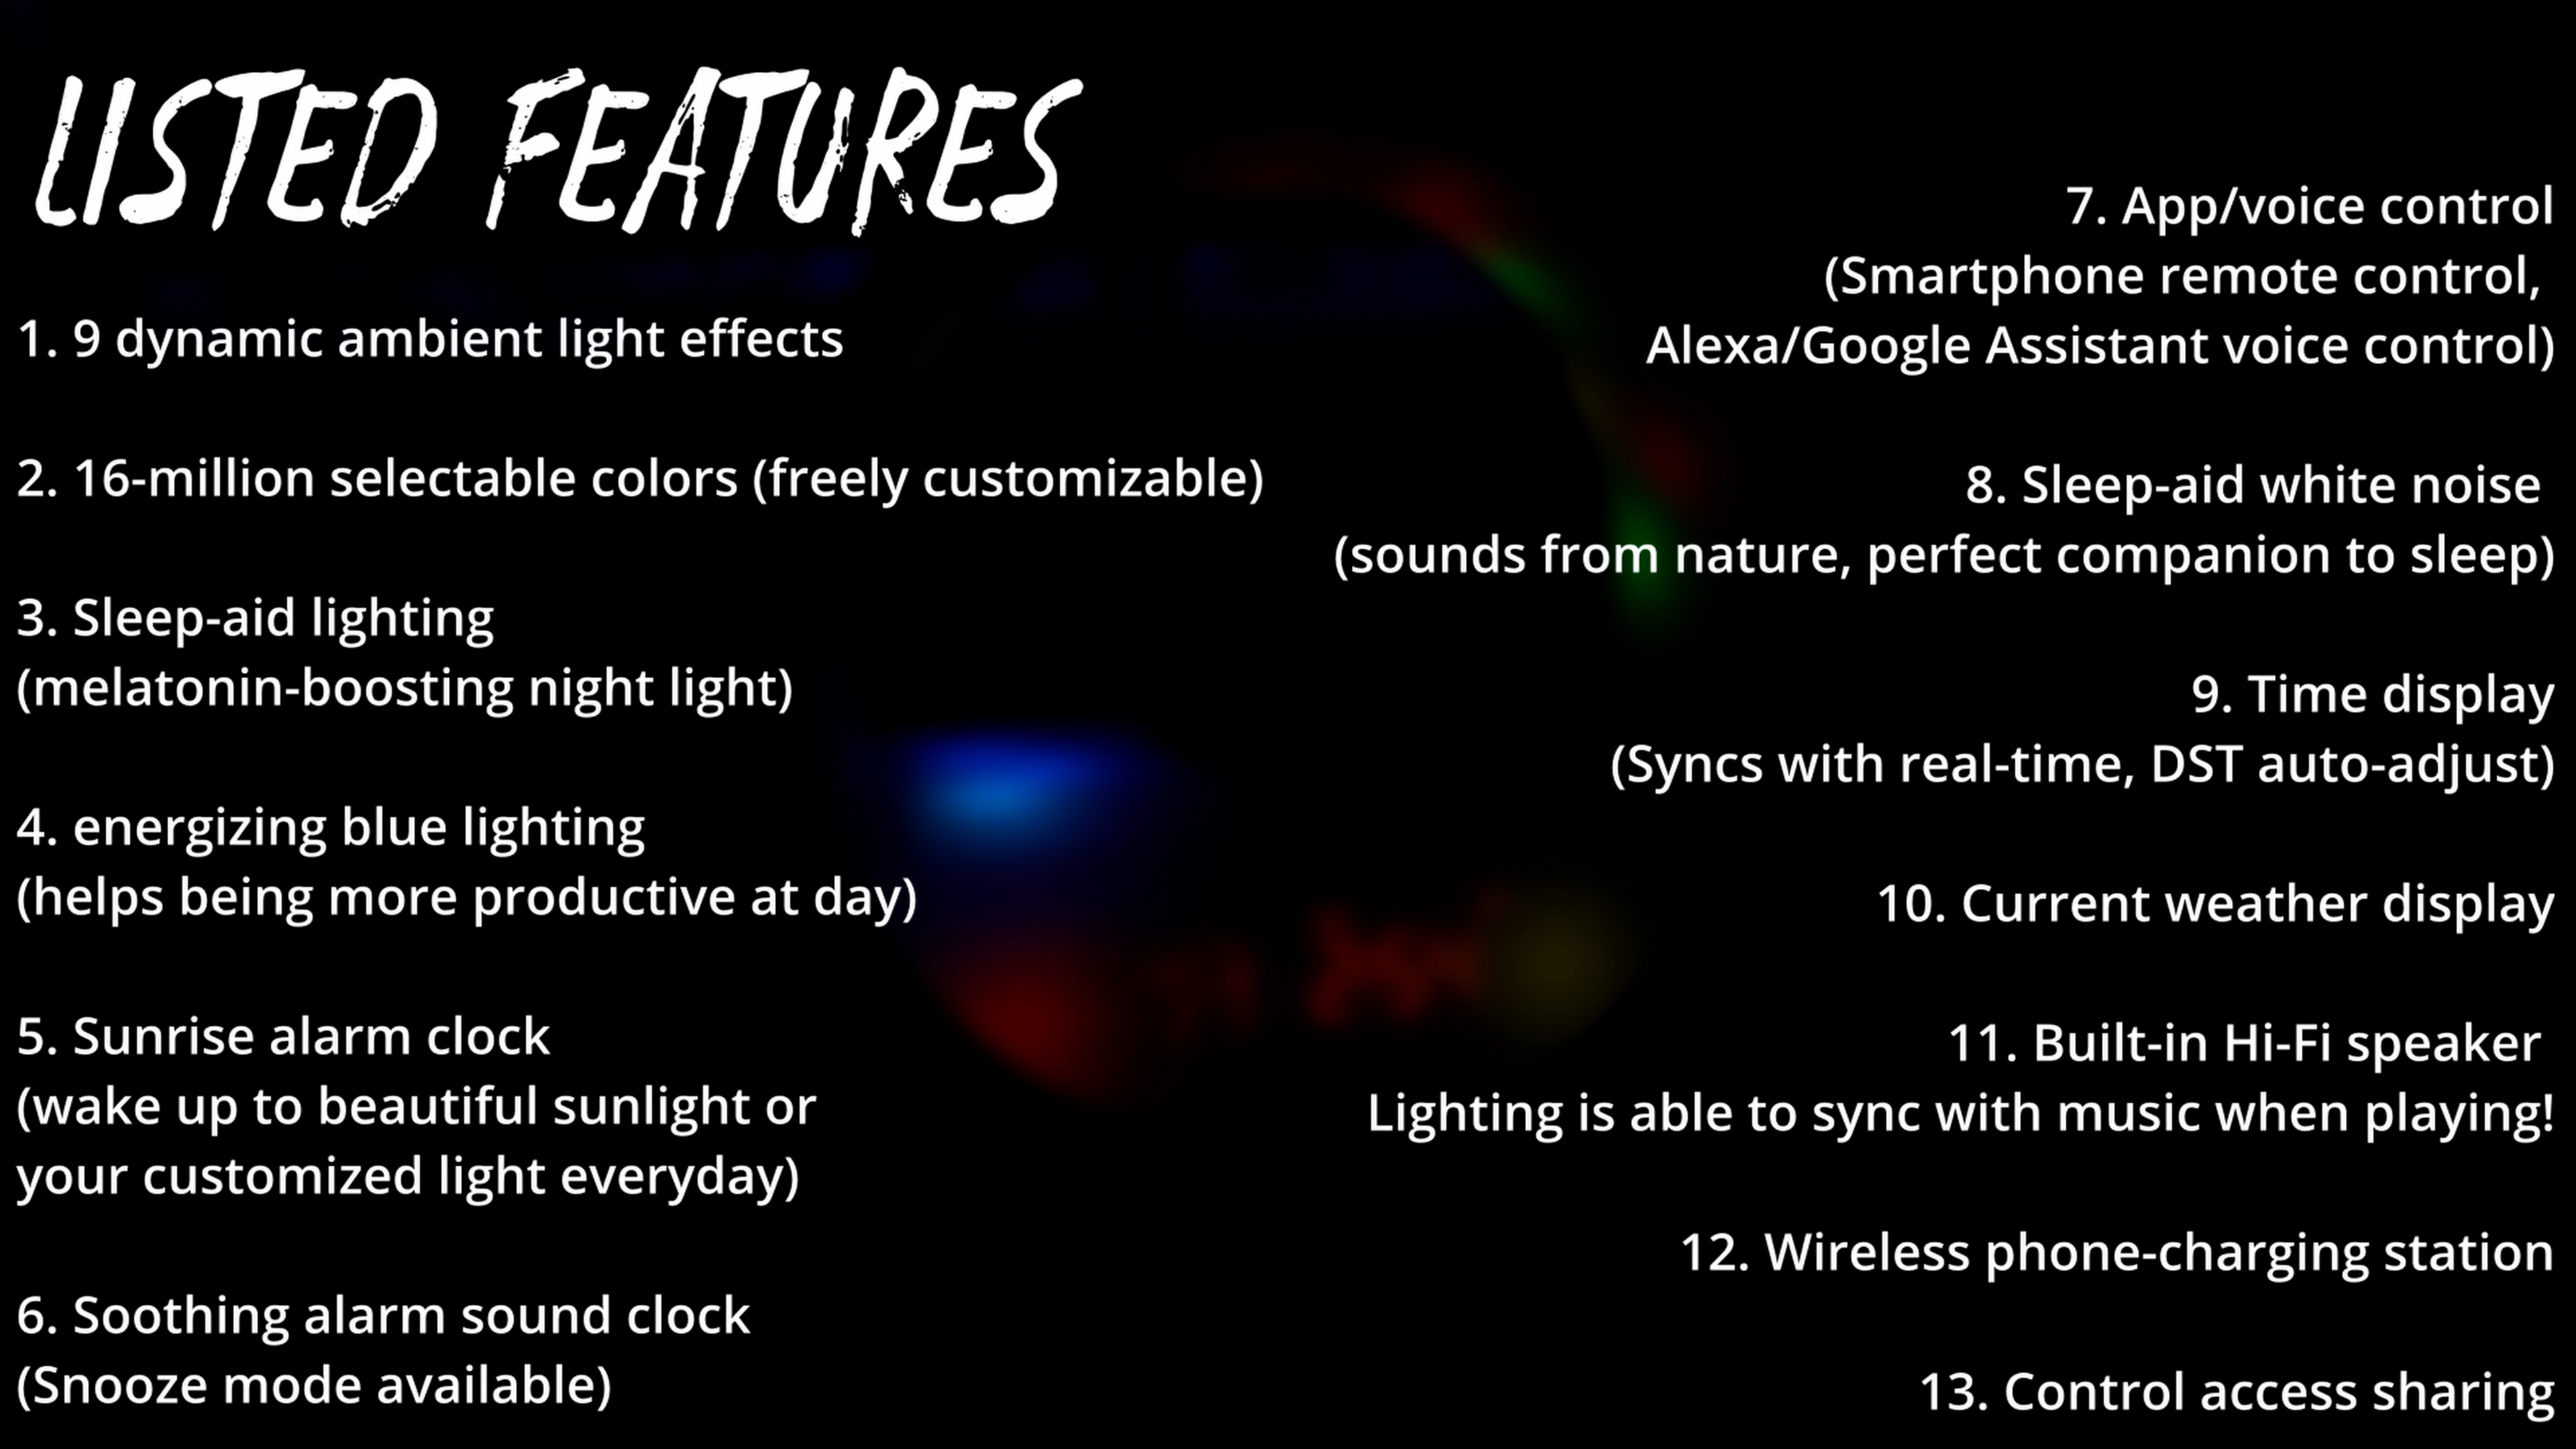 LISTED FEATURES
1. 9 dynamic ambient light effects
2. 16-million selectable colors (freely customizable)
3. Sleep-aid lighting
(melatonin-boosting night light)
4. energizing blue lighting
(helps being more productive at day)
5. Sunrise alarm clock
(wake up to beautiful sunlight or
your customized light everyday)
6. Soothing alarm sound clock
(Snooze mode available)
7. App/voice control
(Smartphone remote control,
Alexa/Google Assistant voice control)
8. Sleep-aid white noise
(sounds from nature, perfect companion to sleep)
9. Time display
(Syncs with real-time, DST auto-adjust)
10. Current weather display
11. Built-in Hi-Fi speaker
Lighting is able to sync with music when playing!
12. Wireless phone-charging station
13. Control access sharing